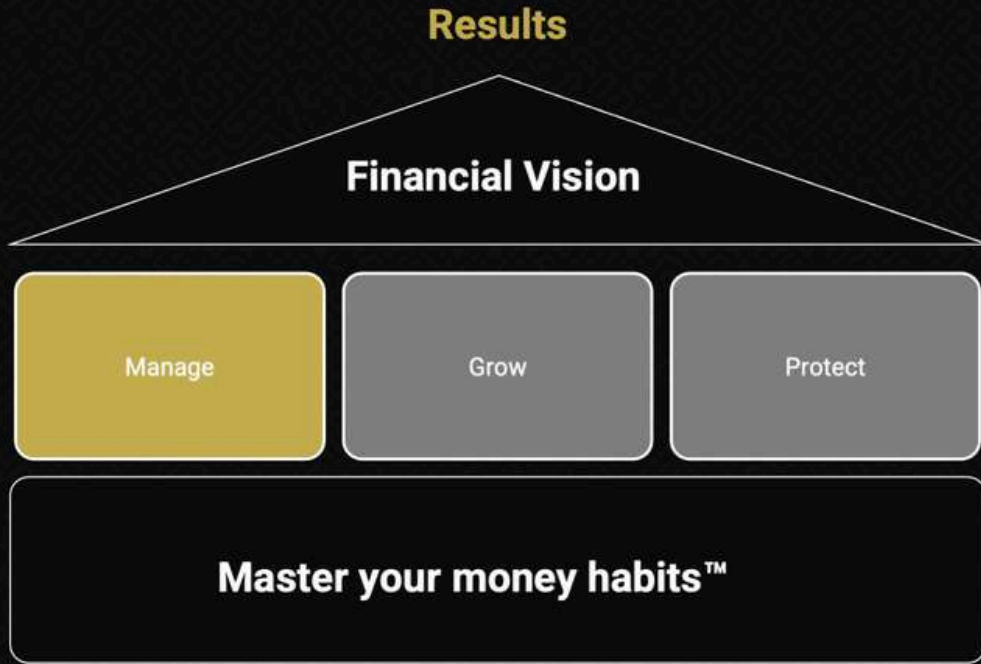 Results
Financial Vision
Manage
Grow
Protect
Master your money habits™